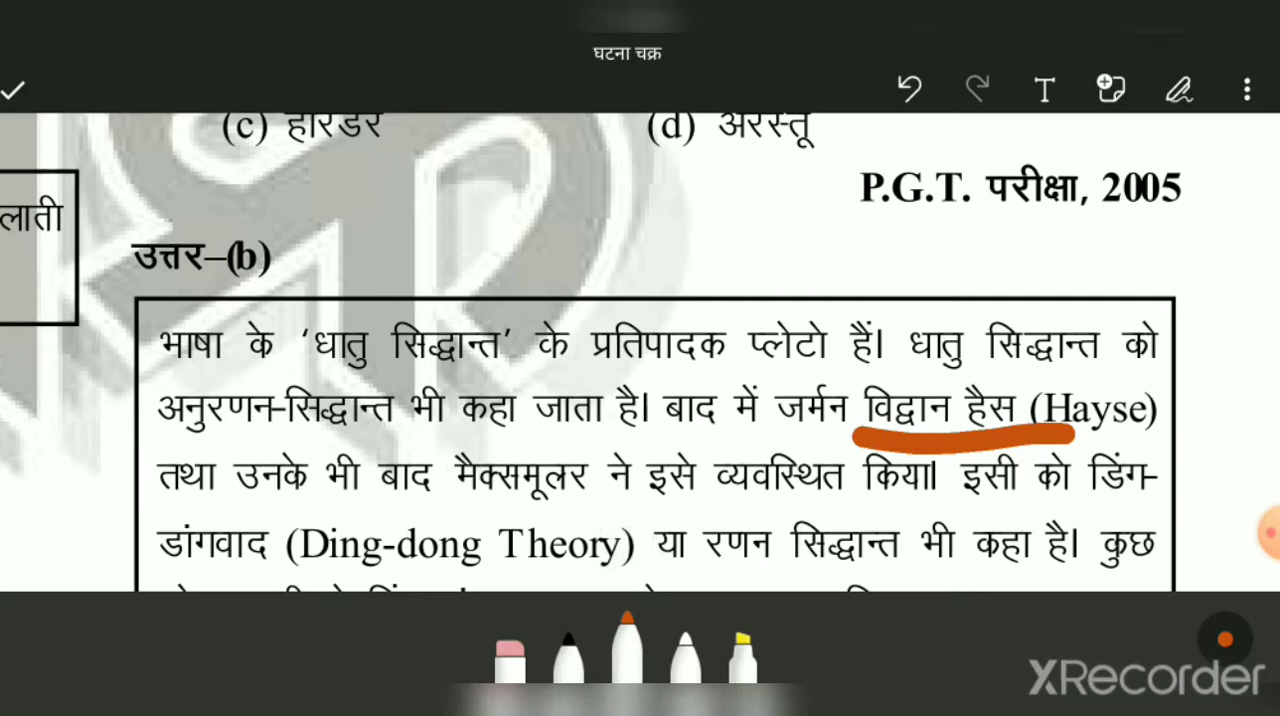 घटना चक्र
T
(c) हारडर (d) अरस्तू
P.G.T. परीक्षा, 2005
लाती
उत्तर–(b)
भाषा के ‘धातु सिद्धान्त’ के प्रतिपादक प्लेटो हैं। धातु सिद्धान्त को
अनुरणन-सिद्धान्त भी कहा जाता है। बाद में जर्मन विद्वान हैस (Hayse)
तथा उनके भी बाद मैक्समूलर ने इसे व्यवस्थित किया। इसी को डिंग-
डांगवाद (Ding-dong Theory) या रणन सिद्धान्त भी कहा है। कुछ
XRecorder